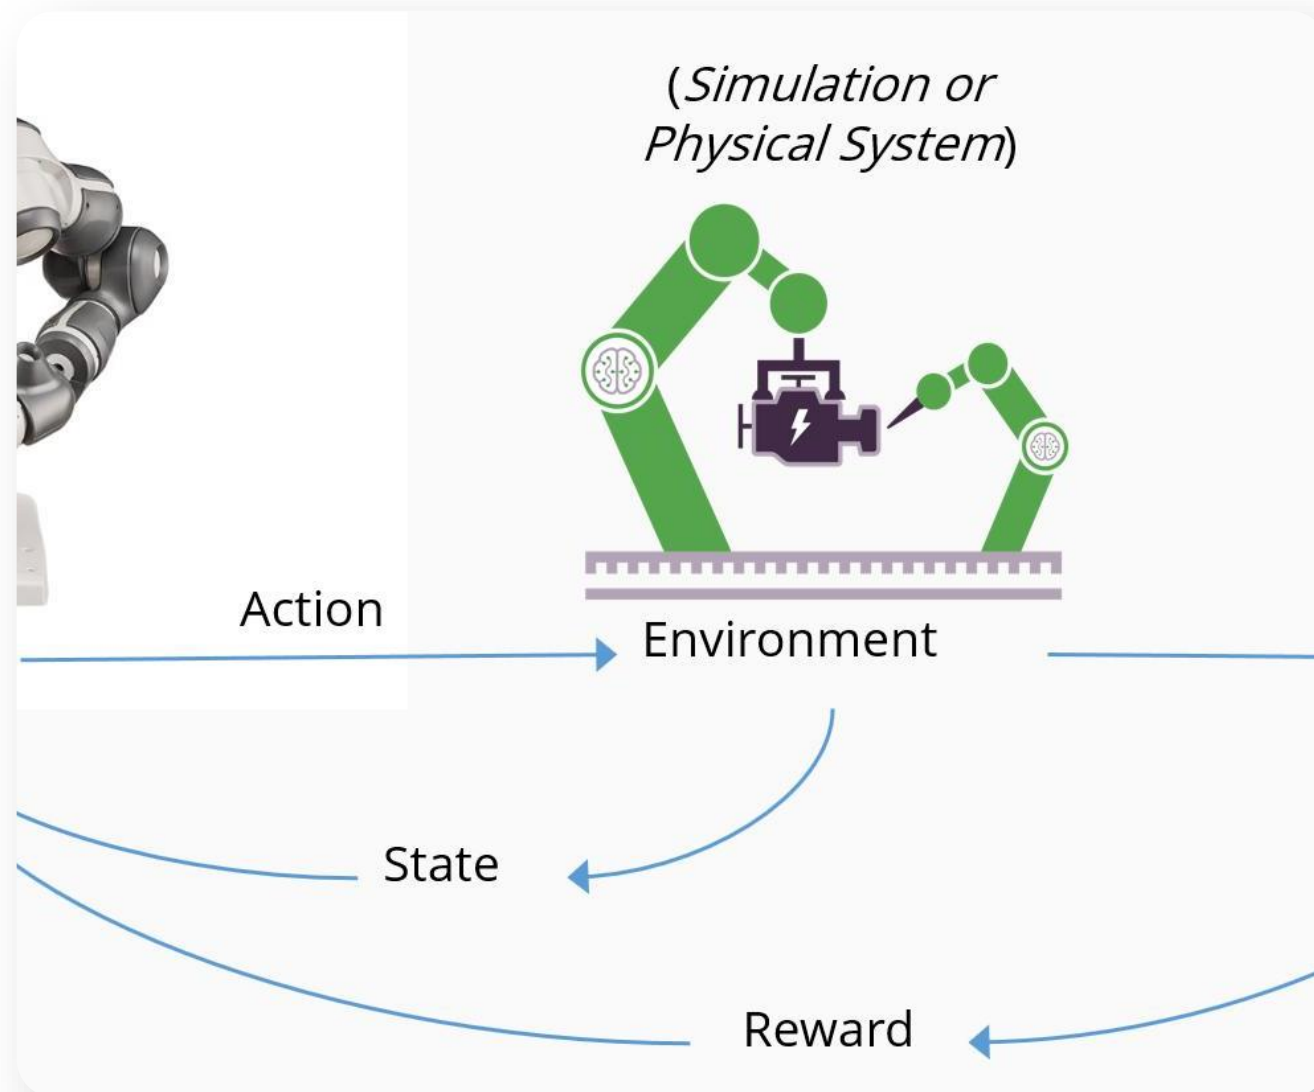 (Simulation or
Physical System)
Action
Environment
State
Reward